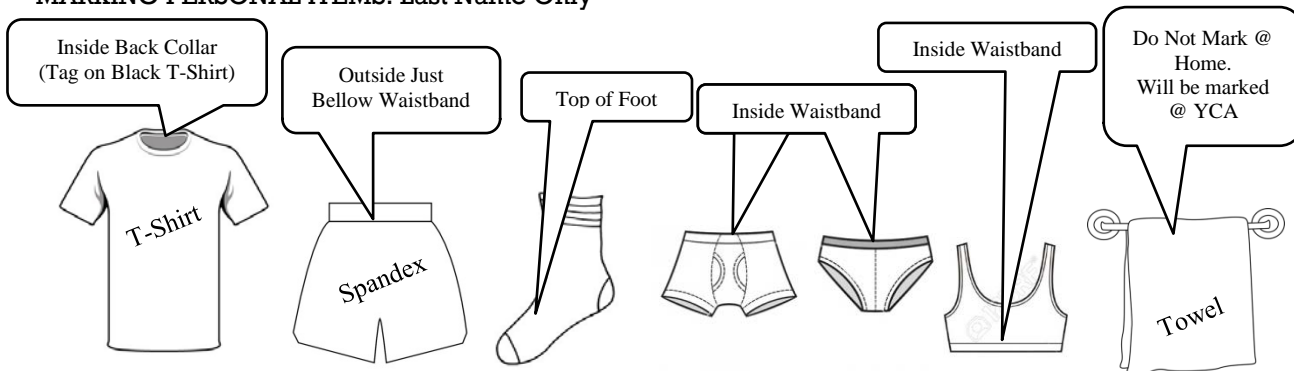 MARKING PERSONAL ITEMS: Last Name Only
Inside Back Collar
(Tag on Black T-Shirt)
Outside Just
Bellow Waistband
Top of Foot
Inside Waistband
Inside Waistband
Do Not Mark @
Home.
Will be marked
@ YCA
T-Shirt
Spandex
Towel